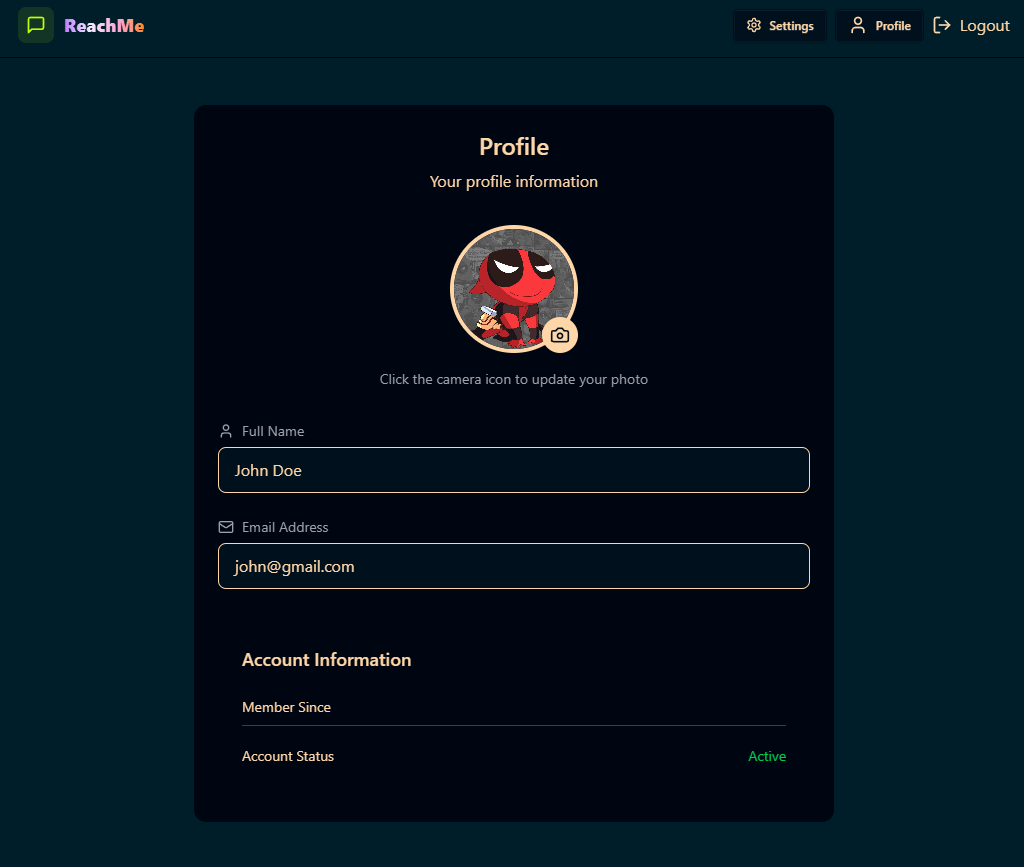 ReachMe
Settings
Profile
Logout
Profile
Your profile information
Click the camera icon to update your photo
Full Name
John Doe
Email Address
john@gmail.com
Account Information
Member Since
Account Status
Active